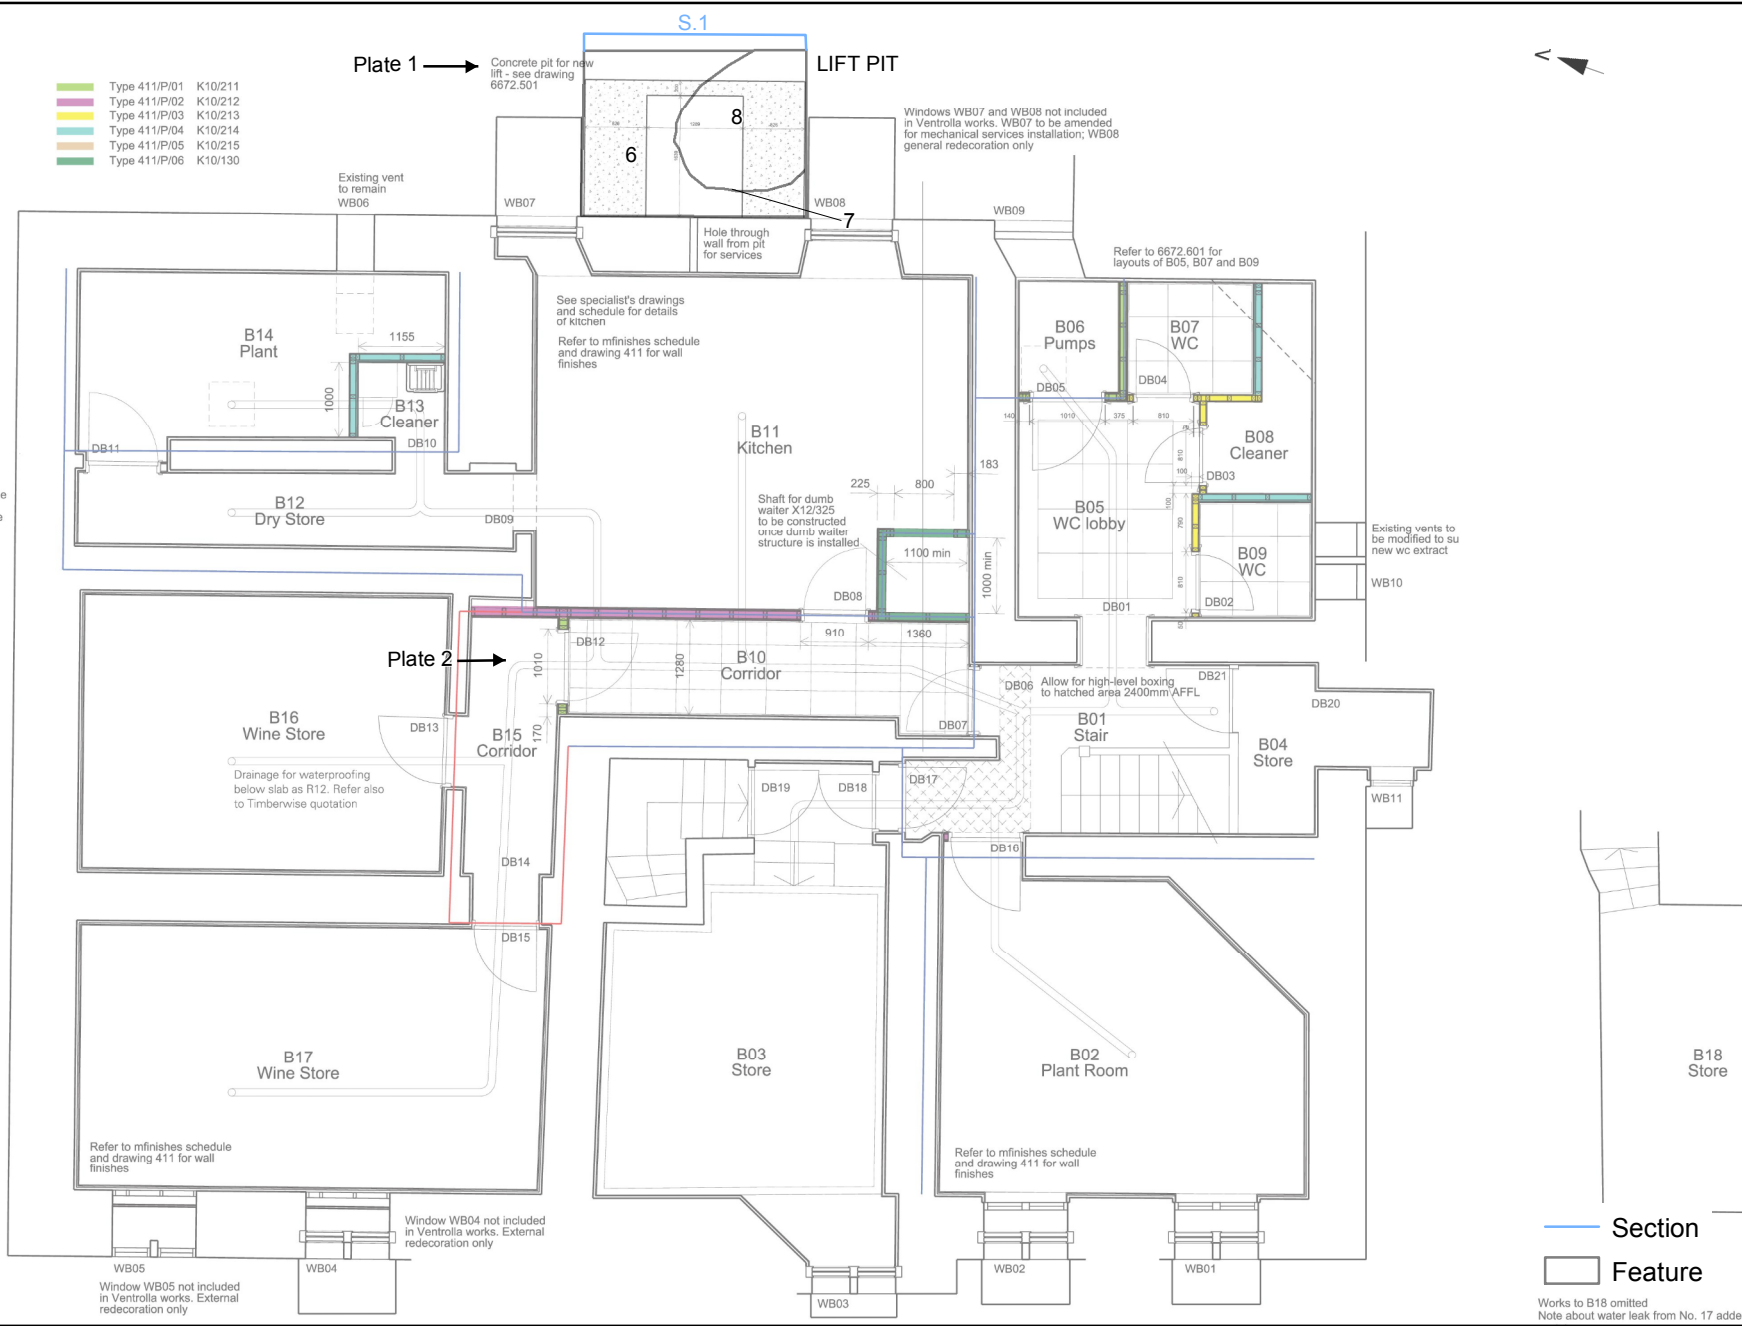 S.1
Plate 1
Concrete pit for new
lift - see drawing
6672.501
LIFT PIT
Type 411/P/01 K10/211
Type 411/P/02 K10/212
Type 411/P/03 K10/213
Type 411/P/04 K10/214
Type 411/P/05 K10/215
Type 411/P/06 K10/130
Windows WB07 and WB08 not included
in Ventrolla works. WB07 to be amended
for mechanical services installation; WB08
general redecoration only
8
6
7
Existing vent
to remain
WB06
WB07
WB08
WB09
Hole through
wall from pit
for services
Refer to 6672.601 for
layouts of B05, B07 and B09
See specialist's drawings
and schedule for details
of kitchen
Refer to mfinishes schedule
and drawing 411 for wall
finishes
B14
Plant
1155
1000
B13
Cleaner
DB10
DB11
B06
Pumps
B07
WC
DB05
DB04
140
1010
375
810
B11
Kitchen
B08
Cleaner
810
100
DB03
183
225
800
Shaft for dumb
waiter X12/325
to be constructed
once dumb waiter
structure is installed
1100 min
1000 min
B12
Dry Store
DB09
B05
WC lobby
100
790
B09
WC
810
DB02
50
Existing vents to
be modified to su
new wc extract
WB10
DB08
DB01
910
1360
DB12
Plate 2
1010
1280
B10
Corridor
DB06
Allow for high-level boxing
to hatched area 2400mm AFFL
DB21
DB20
B16
Wine Store
DB13
B15
Corridor
170
DB07
B01
Stair
B04
Store
Drainage for waterproofing
below slab as R12. Refer also
to Timberwise quotation
DB19
DB18
DB17
WB11
DB14
DB16
DB15
B17
Wine Store
B03
Store
B02
Plant Room
B18
Store
Refer to mfinishes schedule
and drawing 411 for wall
finishes
Refer to mfinishes schedule
and drawing 411 for wall
finishes
Window WB04 not included
in Ventrolla works. External
redecoration only
WB05
WB04
Window WB05 not included
in Ventrolla works. External
redecoration only
WB03
WB02
WB01
Section
Feature
Works to B18 omitted
Note about water leak from No. 17 adde